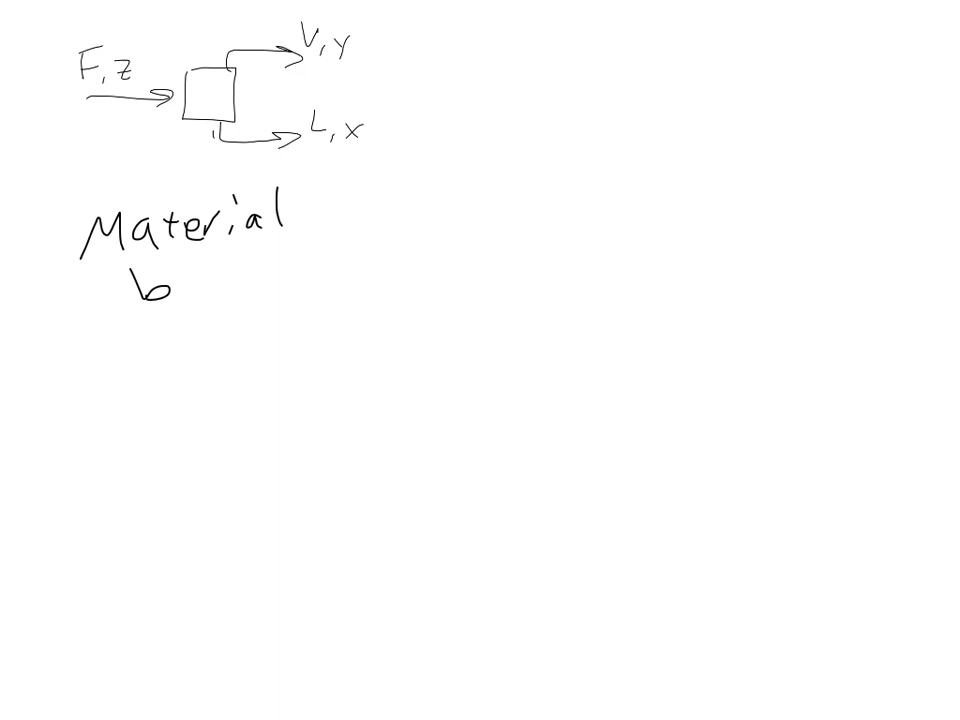 F, z
V, y
L, x
Material
b